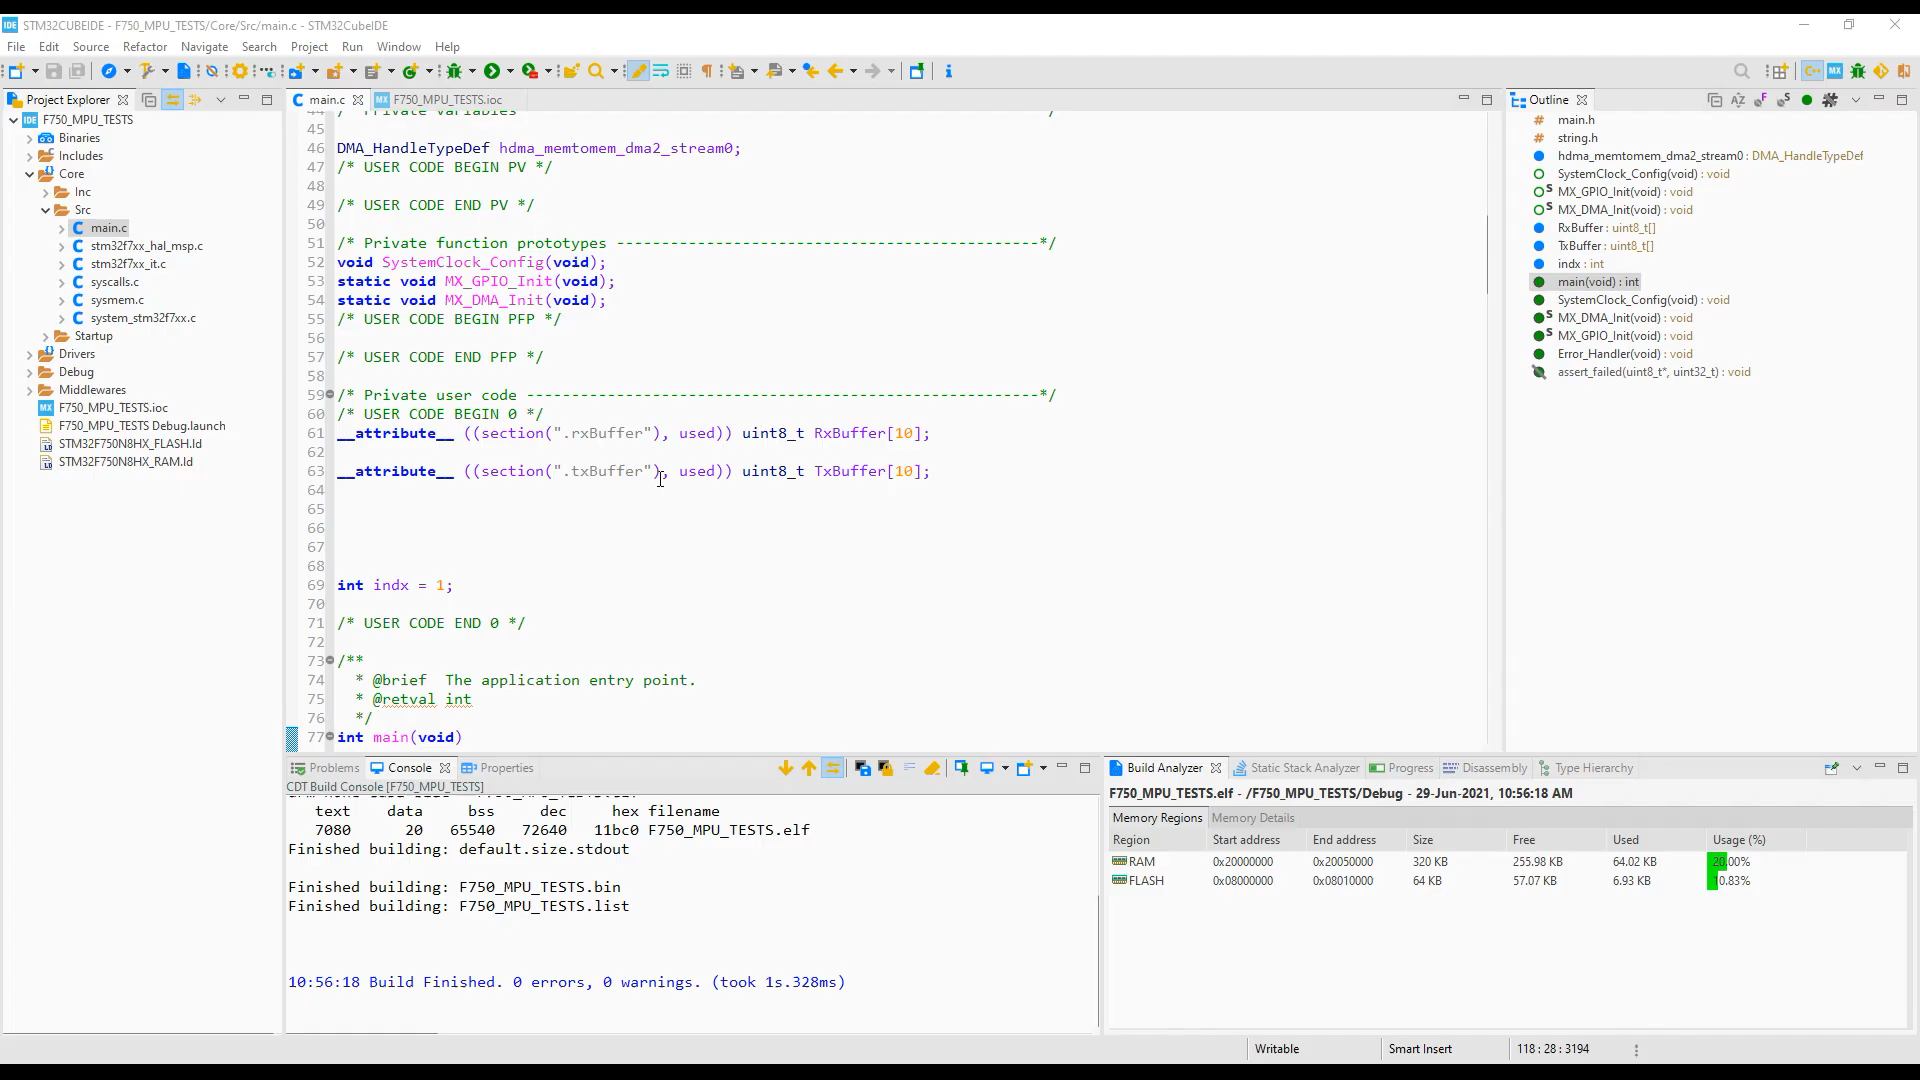 STM32CUBEIDE - F750_MPU_TESTS/Core/Src/main.c - STM32CubeIDE
File Edit Source Refactor Navigate Search Project Run Window Help
Project Explorer
F750_MPU_TESTS
Binaries
Includes
Core
Inc
Src
main.c
stm32f7xx_hal_msp.c
stm32f7xx_it.c
syscalls.c
sysmem.c
system_stm32f7xx.c
Startup
Drivers
Debug
Middlewares
F750_MPU_TESTS.ioc
F750_MPU_TESTS Debug.launch
STM32F750N8HX_FLASH.ld
STM32F750N8HX_RAM.ld
main.c F750_MPU_TESTS.ioc
44 /* Private variables ---------------------------------------------------------*/
45
46 DMA_HandleTypeDef hdma_memtomem_dma2_stream0;
47 /* USER CODE BEGIN PV */
48
49 /* USER CODE END PV */
50
51 /* Private function prototypes -----------------------------------------------*/
52 void SystemClock_Config(void);
53 static void MX_GPIO_Init(void);
54 static void MX_DMA_Init(void);
55 /* USER CODE BEGIN PFP */
56
57 /* USER CODE END PFP */
58
59 /* Private user code ---------------------------------------------------------*/
60 /* USER CODE BEGIN 0 */
61 __attribute__ ((section(".rxBuffer"), used)) uint8_t RxBuffer[10];
62
63 __attribute__ ((section(".txBuffer"), used)) uint8_t TxBuffer[10];
64
65
66
67
68
69 int indx = 1;
70
71 /* USER CODE END 0 */
72
73 /**
74 * @brief The application entry point.
75 * @retval int
76 */
77 int main(void)
Outline
main.h
string.h
hdma_memtomem_dma2_stream0 : DMA_HandleTypeDef
SystemClock_Config(void) : void
MX_GPIO_Init(void) : void
MX_DMA_Init(void) : void
RxBuffer : uint8_t[]
TxBuffer : uint8_t[]
indx : int
main(void) : int
SystemClock_Config(void) : void
MX_DMA_Init(void) : void
MX_GPIO_Init(void) : void
Error_Handler(void) : void
assert_failed(uint8_t*, uint32_t) : void
Problems Console Properties
CDT Build Console [F750_MPU_TESTS]
text data bss dec hex filename
7080 20 65540 72640 11bc0 F750_MPU_TESTS.elf
Finished building: default.size.stdout
Finished building: F750_MPU_TESTS.bin
Finished building: F750_MPU_TESTS.list
10:56:18 Build Finished. 0 errors, 0 warnings. (took 1s.328ms)
Build Analyzer Static Stack Analyzer Progress Disassembly Type Hierarchy
F750_MPU_TESTS.elf - /F750_MPU_TESTS/Debug - 29-Jun-2021, 10:56:18 AM
Memory Regions Memory Details
Region Start address End address Size Free Used Usage (%)
RAM 0x20000000 0x20050000 320 KB 255.98 KB 64.02 KB 20.00%
FLASH 0x08000000 0x08010000 64 KB 57.07 KB 6.93 KB 10.83%
Writable Smart Insert 118 : 28 : 3194